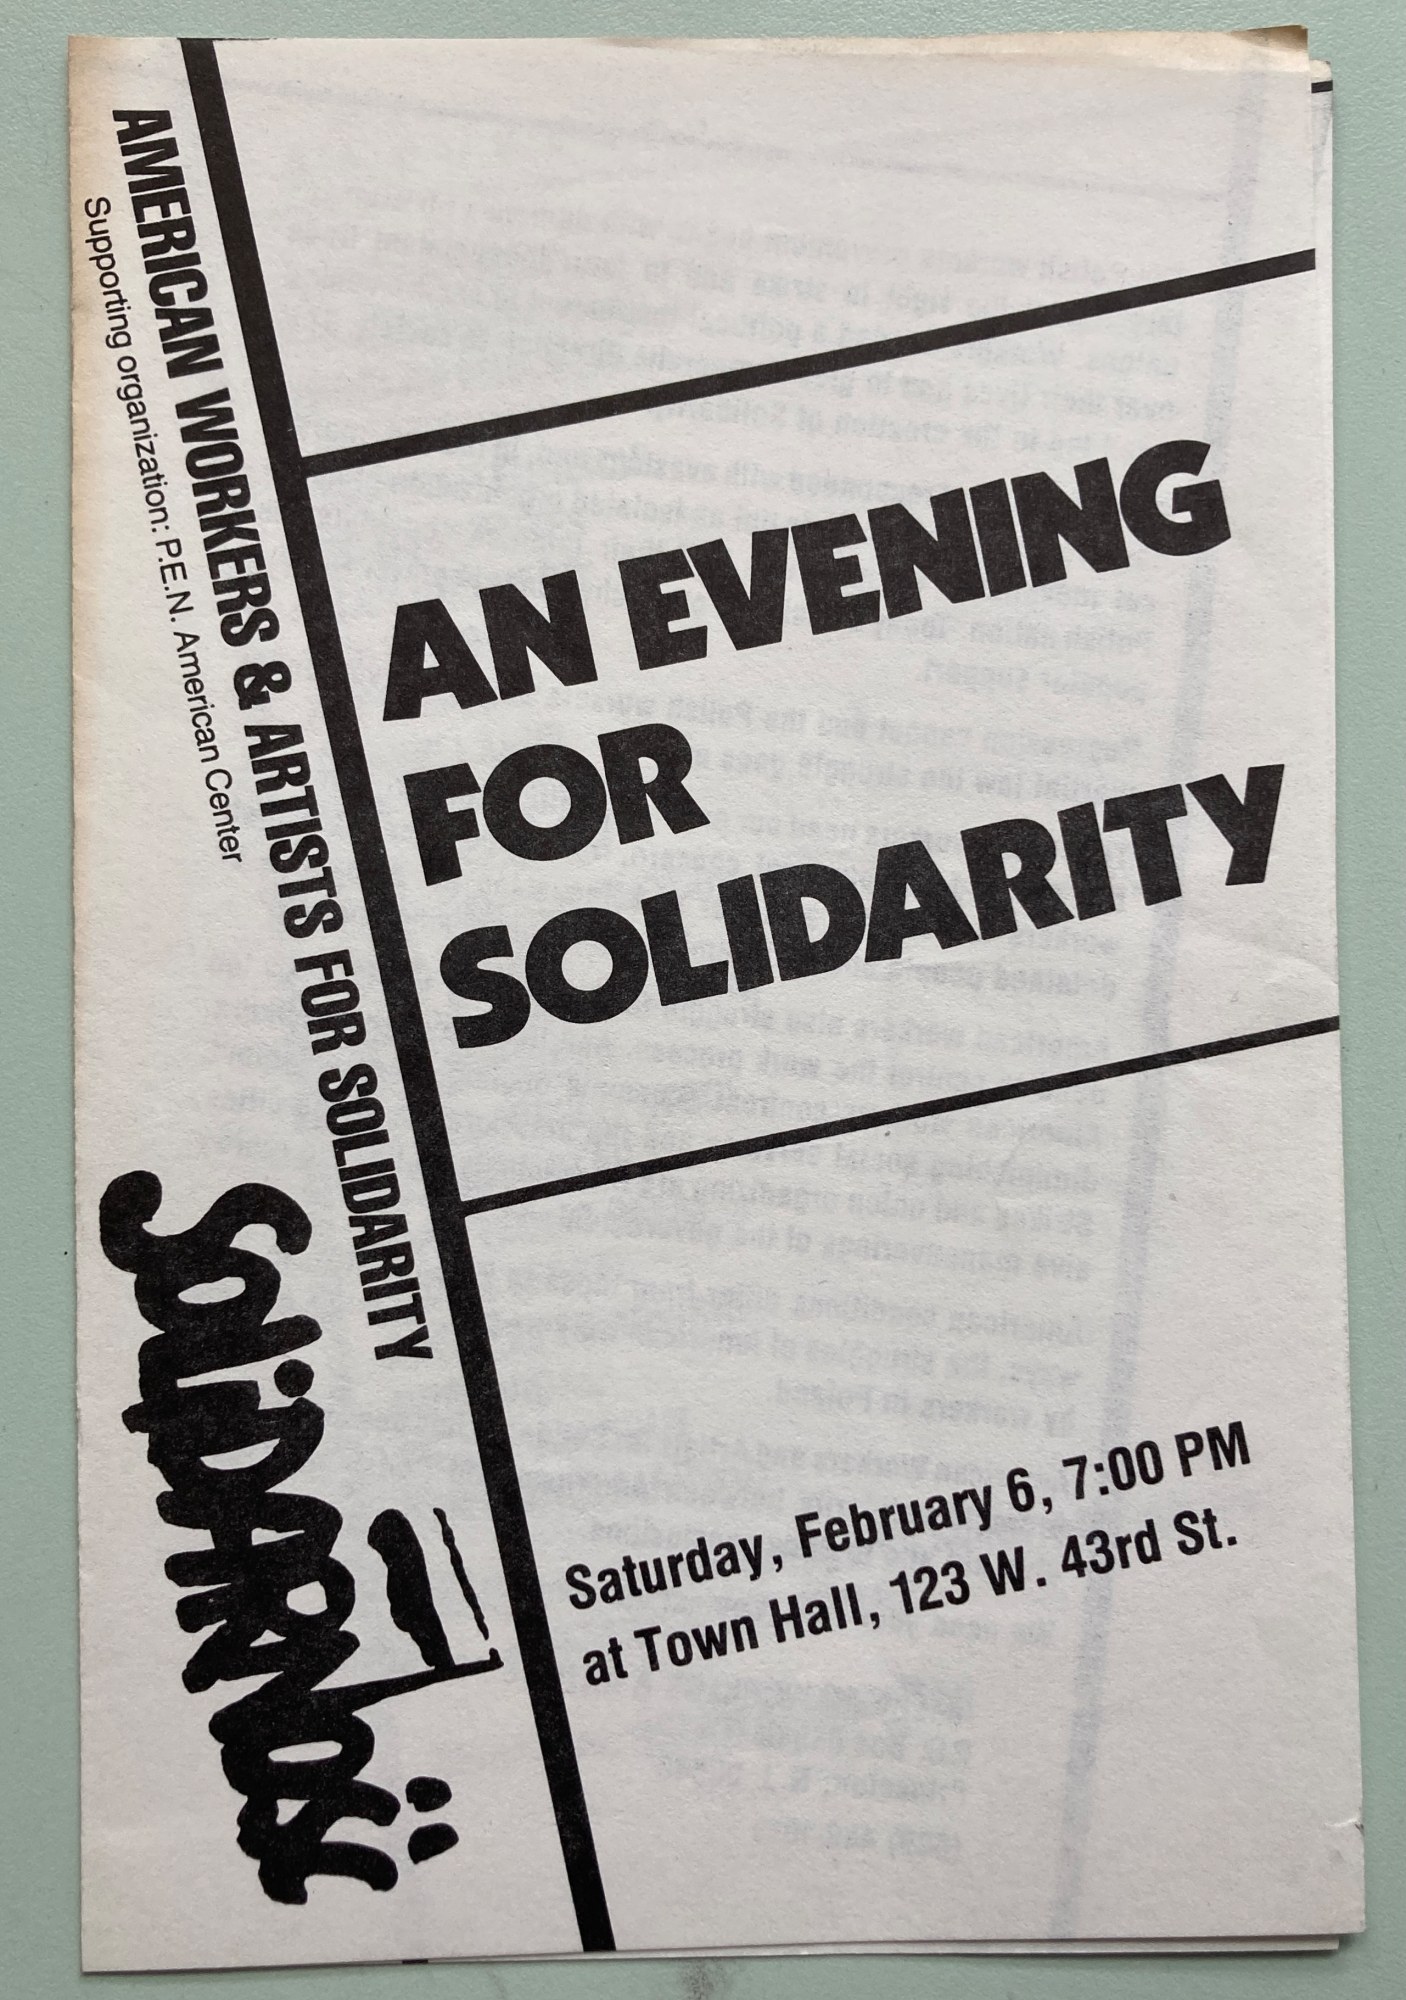 AMERICAN WORKERS & ARTISTS FOR SOLIDARITY
Supporting organization: P.E.N. American Center
SOLIDARNOŚĆ
AN EVENING
FOR
SOLIDARITY
Saturday, February 6, 7:00 PM
at Town Hall, 123 W. 43rd St.